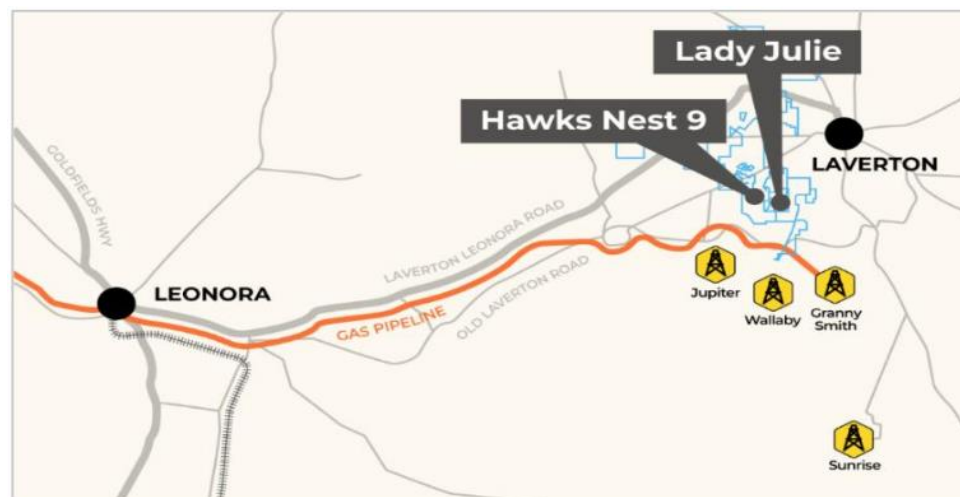 Lady Julie
Hawks Nest 9
LAVERTON
GOLDFIELDS HWY
LAVERTON LEONORA ROAD
LEONORA
GAS PIPELINE
OLD LAVERTON ROAD
Jupiter
Wallaby
Granny
Smith
Sunrise